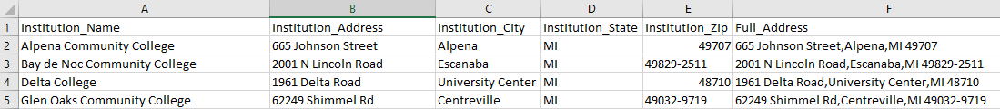 A B C D E F
1 Institution_Name Institution_Address Institution_City Institution_State Institution_Zip Full_Address
2 Alpena Community College 665 Johnson Street Alpena MI 49707 665 Johnson Street,Alpena,MI 49707
3 Bay de Noc Community College 2001 N Lincoln Road Escanaba MI 49829-2511 2001 N Lincoln Road,Escanaba,MI 49829-2511
4 Delta College 1961 Delta Road University Center MI 48710 1961 Delta Road,University Center,MI 48710
5 Glen Oaks Community College 62249 Shimmel Rd Centreville MI 49032-9719 62249 Shimmel Rd,Centreville,MI 49032-9719